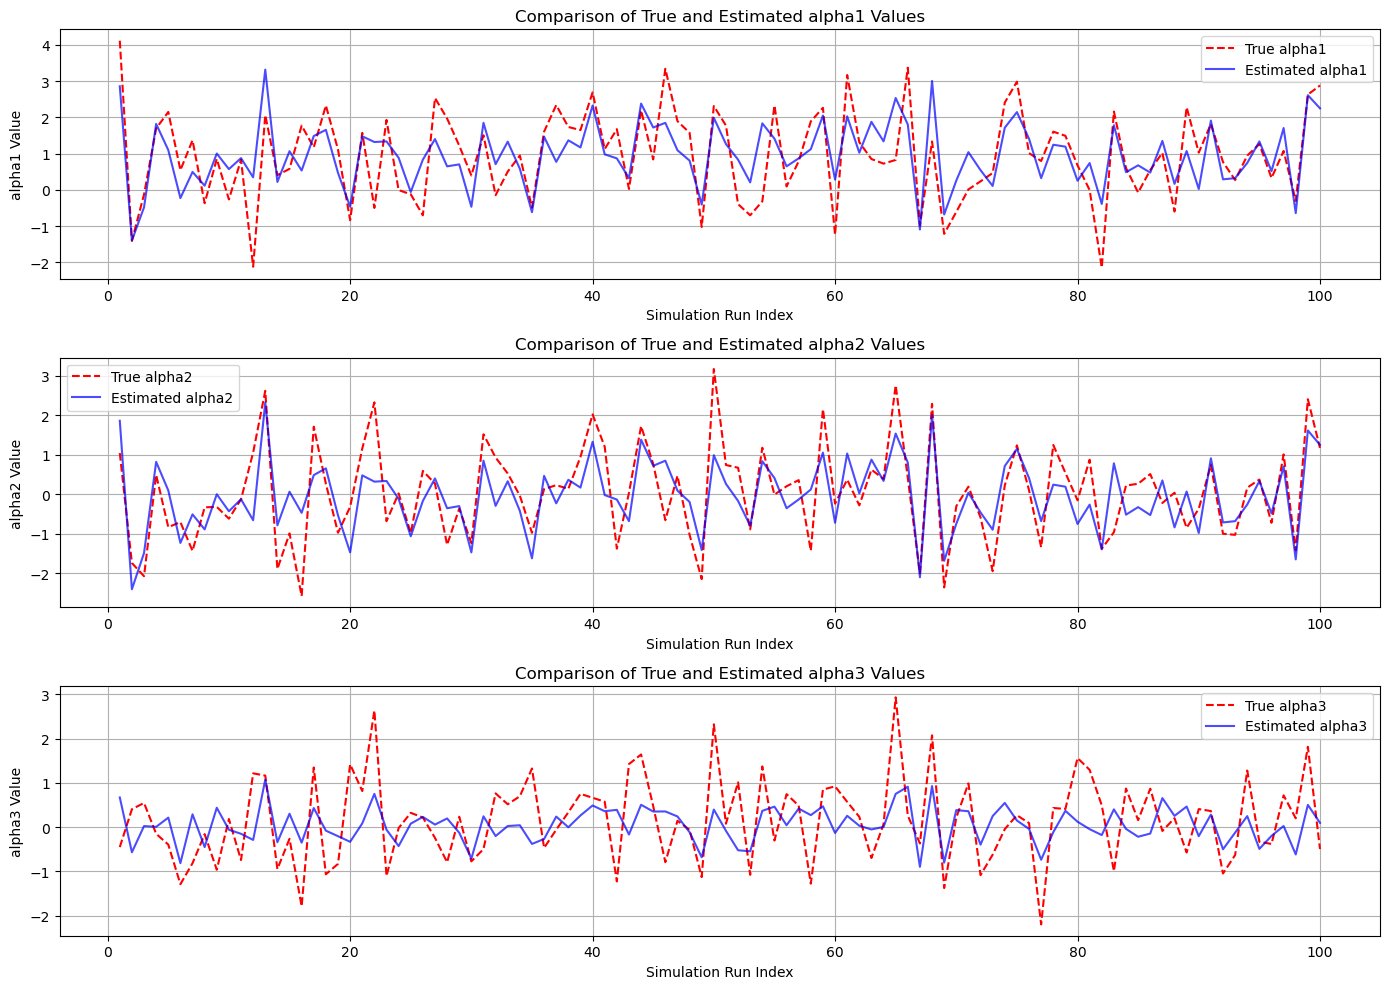 Comparison of True and Estimated alpha1 Values
alpha1 Value
4
3
2
1
0
−1
−2
True alpha1
Estimated alpha1
0 20 40 60 80 100
Simulation Run Index
Comparison of True and Estimated alpha2 Values
alpha2 Value
3
2
1
0
−1
−2
True alpha2
Estimated alpha2
0 20 40 60 80 100
Simulation Run Index
Comparison of True and Estimated alpha3 Values
alpha3 Value
3
2
1
0
−1
−2
True alpha3
Estimated alpha3
0 20 40 60 80 100
Simulation Run Index